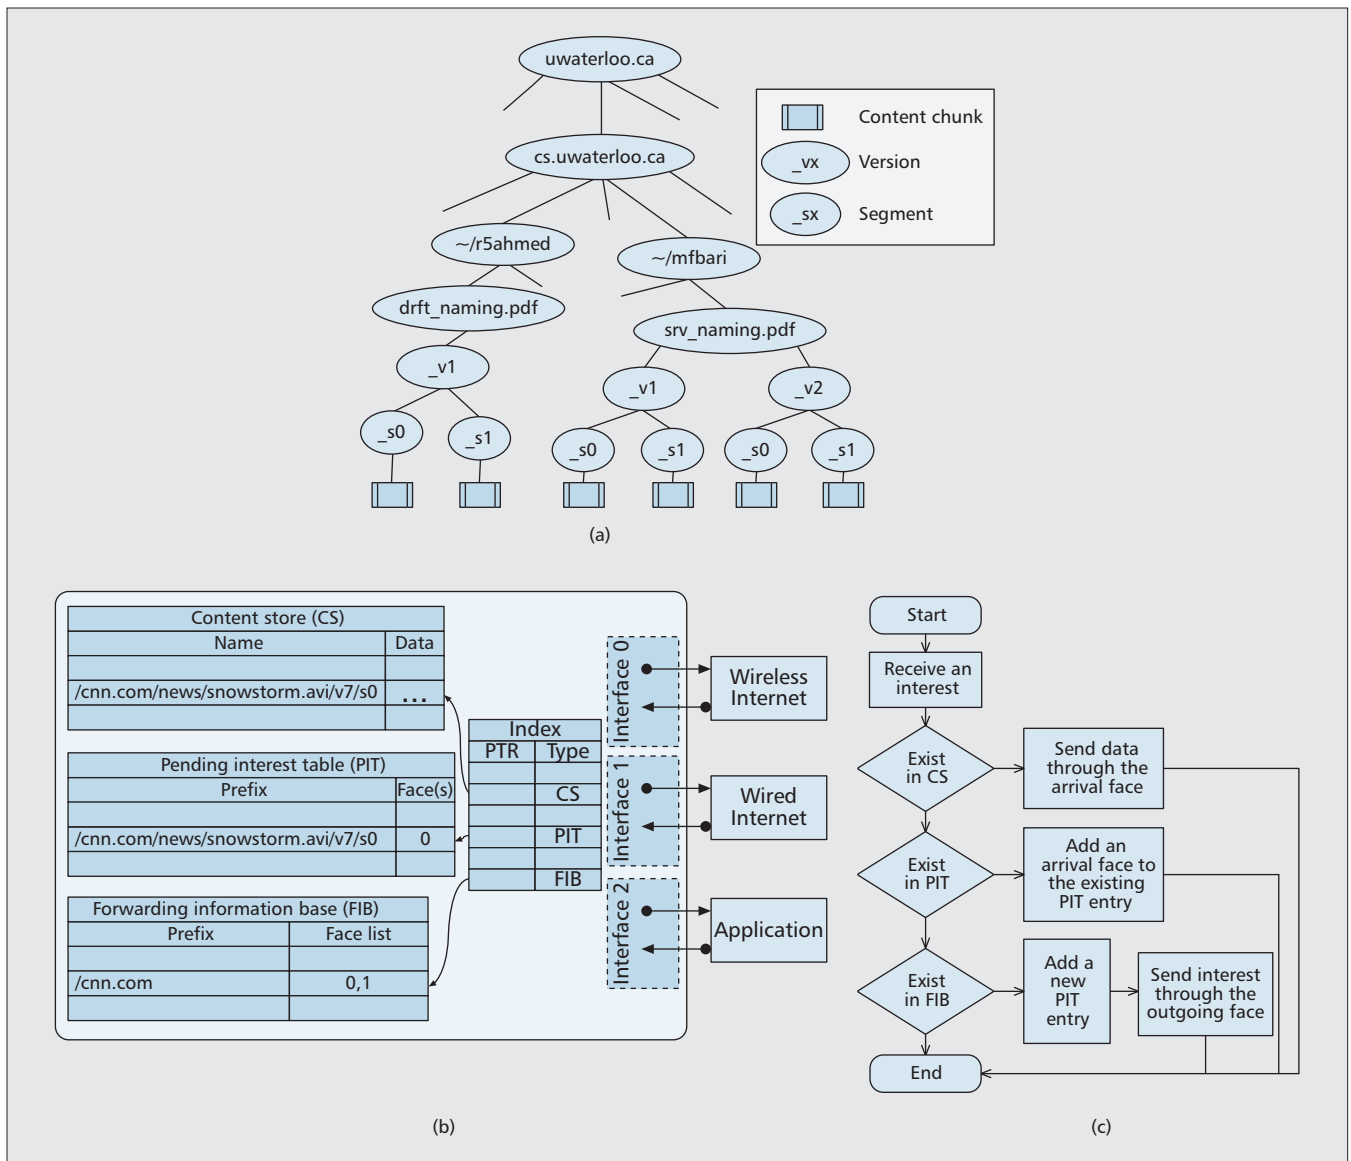 uwaterloo.ca
cs.uwaterloo.ca
Content chunk
_vx Version
_sx Segment
~/r5ahmed
~/mfbari
drft_naming.pdf
srv_naming.pdf
_v1
_v1
_v2
_s0
_s1
_s0
_s1
_s0
_s1
(a)
Content store (CS)
Name Data
/cnn.com/news/snowstorm.avi/v7/s0 ...
Pending interest table (PIT)
Prefix Face(s)
/cnn.com/news/snowstorm.avi/v7/s0 0
Forwarding information base (FIB)
Prefix Face list
/cnn.com 0,1
Index
PTR Type
CS
PIT
FIB
Interface 0
Interface 1
Interface 2
Wireless
Internet
Wired
Internet
Application
(b)
Start
Receive an
interest
Exist
in CS
Send data
through the
arrival face
Exist
in PIT
Add an
arrival face to
the existing
PIT entry
Exist
in FIB
Add a
new
PIT
entry
Send interest
through the
outgoing face
End
(c)